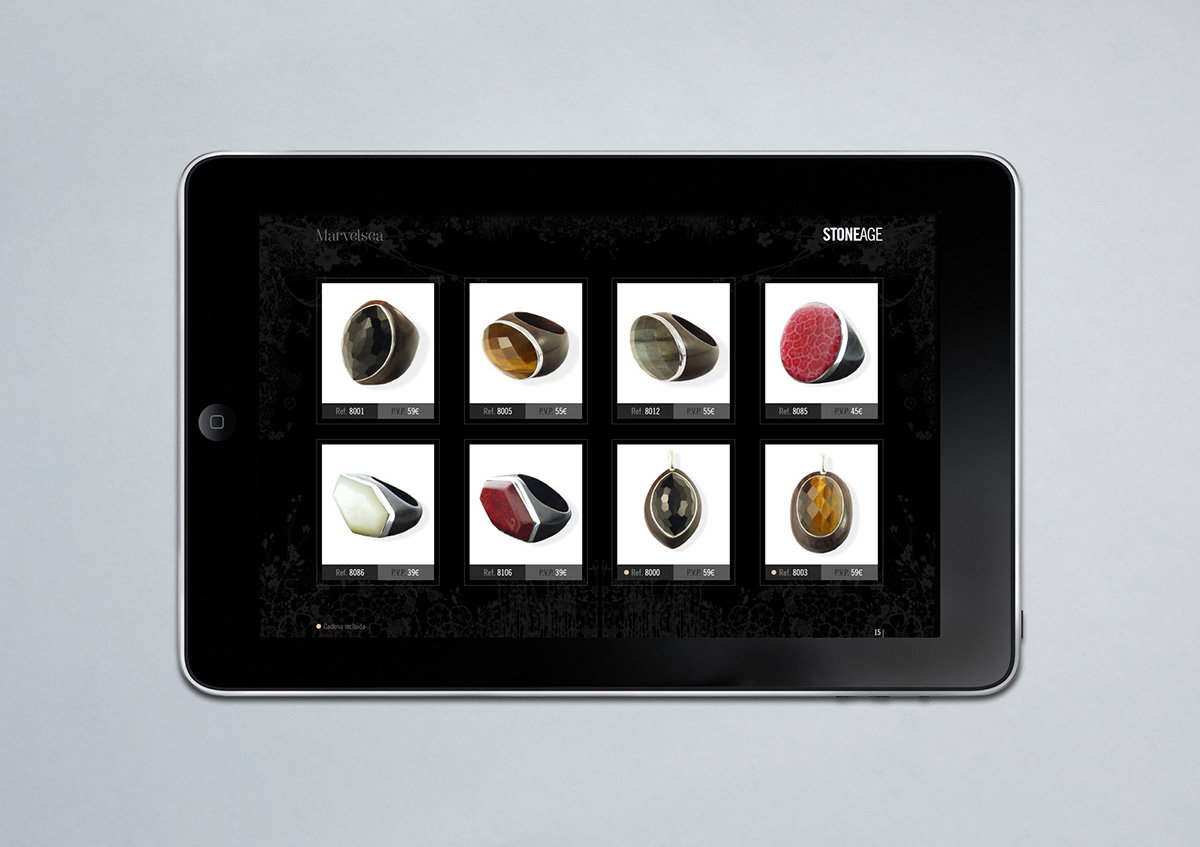 Marvelsea
STONEAGE
Ref. 8001 P.V.P 59€
Ref. 8005 P.V.P 55€
Ref. 8012 P.V.P 55€
Ref. 8085 P.V.P 45€
Ref. 8086 P.V.P 39€
Ref. 8106 P.V.P 39€
Ref. 8000 P.V.P 59€
Ref. 8003 P.V.P 59€
Cadena incluida
15